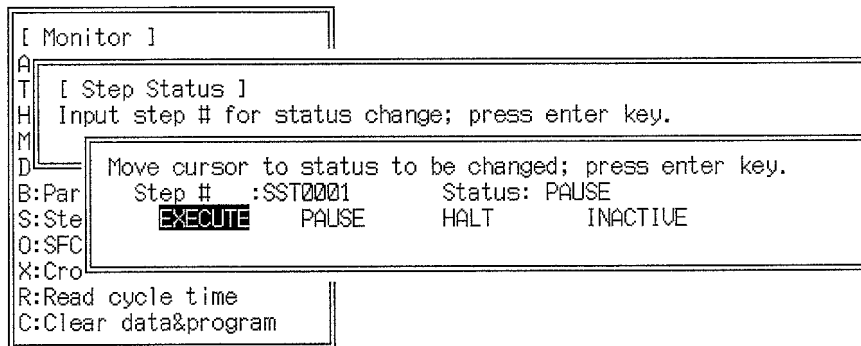 [ Monitor ]
A
T [ Step Status ]
H Input step # for status change; press enter key.
M
D Move cursor to status to be changed; press enter key.
B:Par Step # :SST0001 Status: PAUSE
S:Ste EXECUTE PAUSE HALT INACTIVE
O:SFC
X:Cro
R:Read cycle time
C:Clear data&program